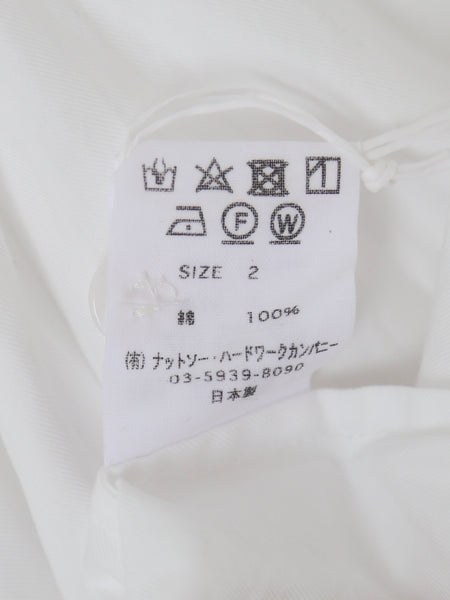 F W
SIZE 2
綿 100%
(有) ナットソー・ハードワークカンパニー
03-5939-8090
日本製